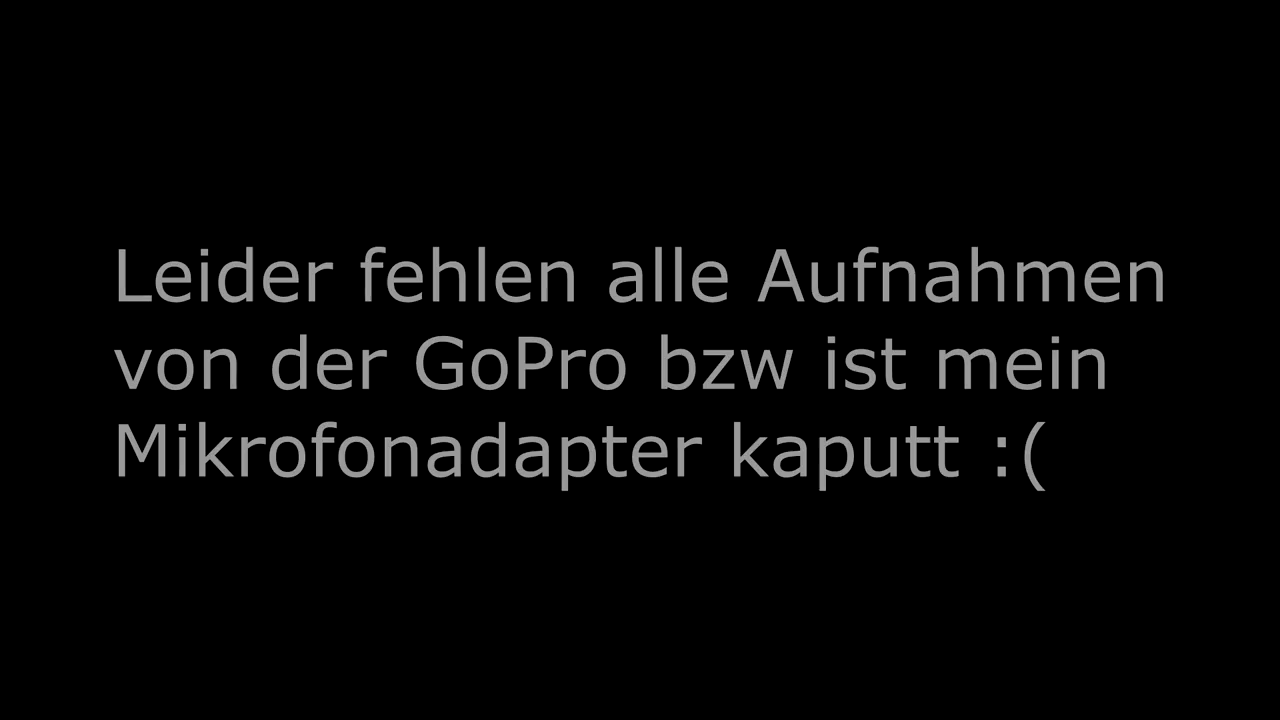 Leider fehlen alle Aufnahmen
von der GoPro bzw ist mein
Mikrofonadapter kaputt :(